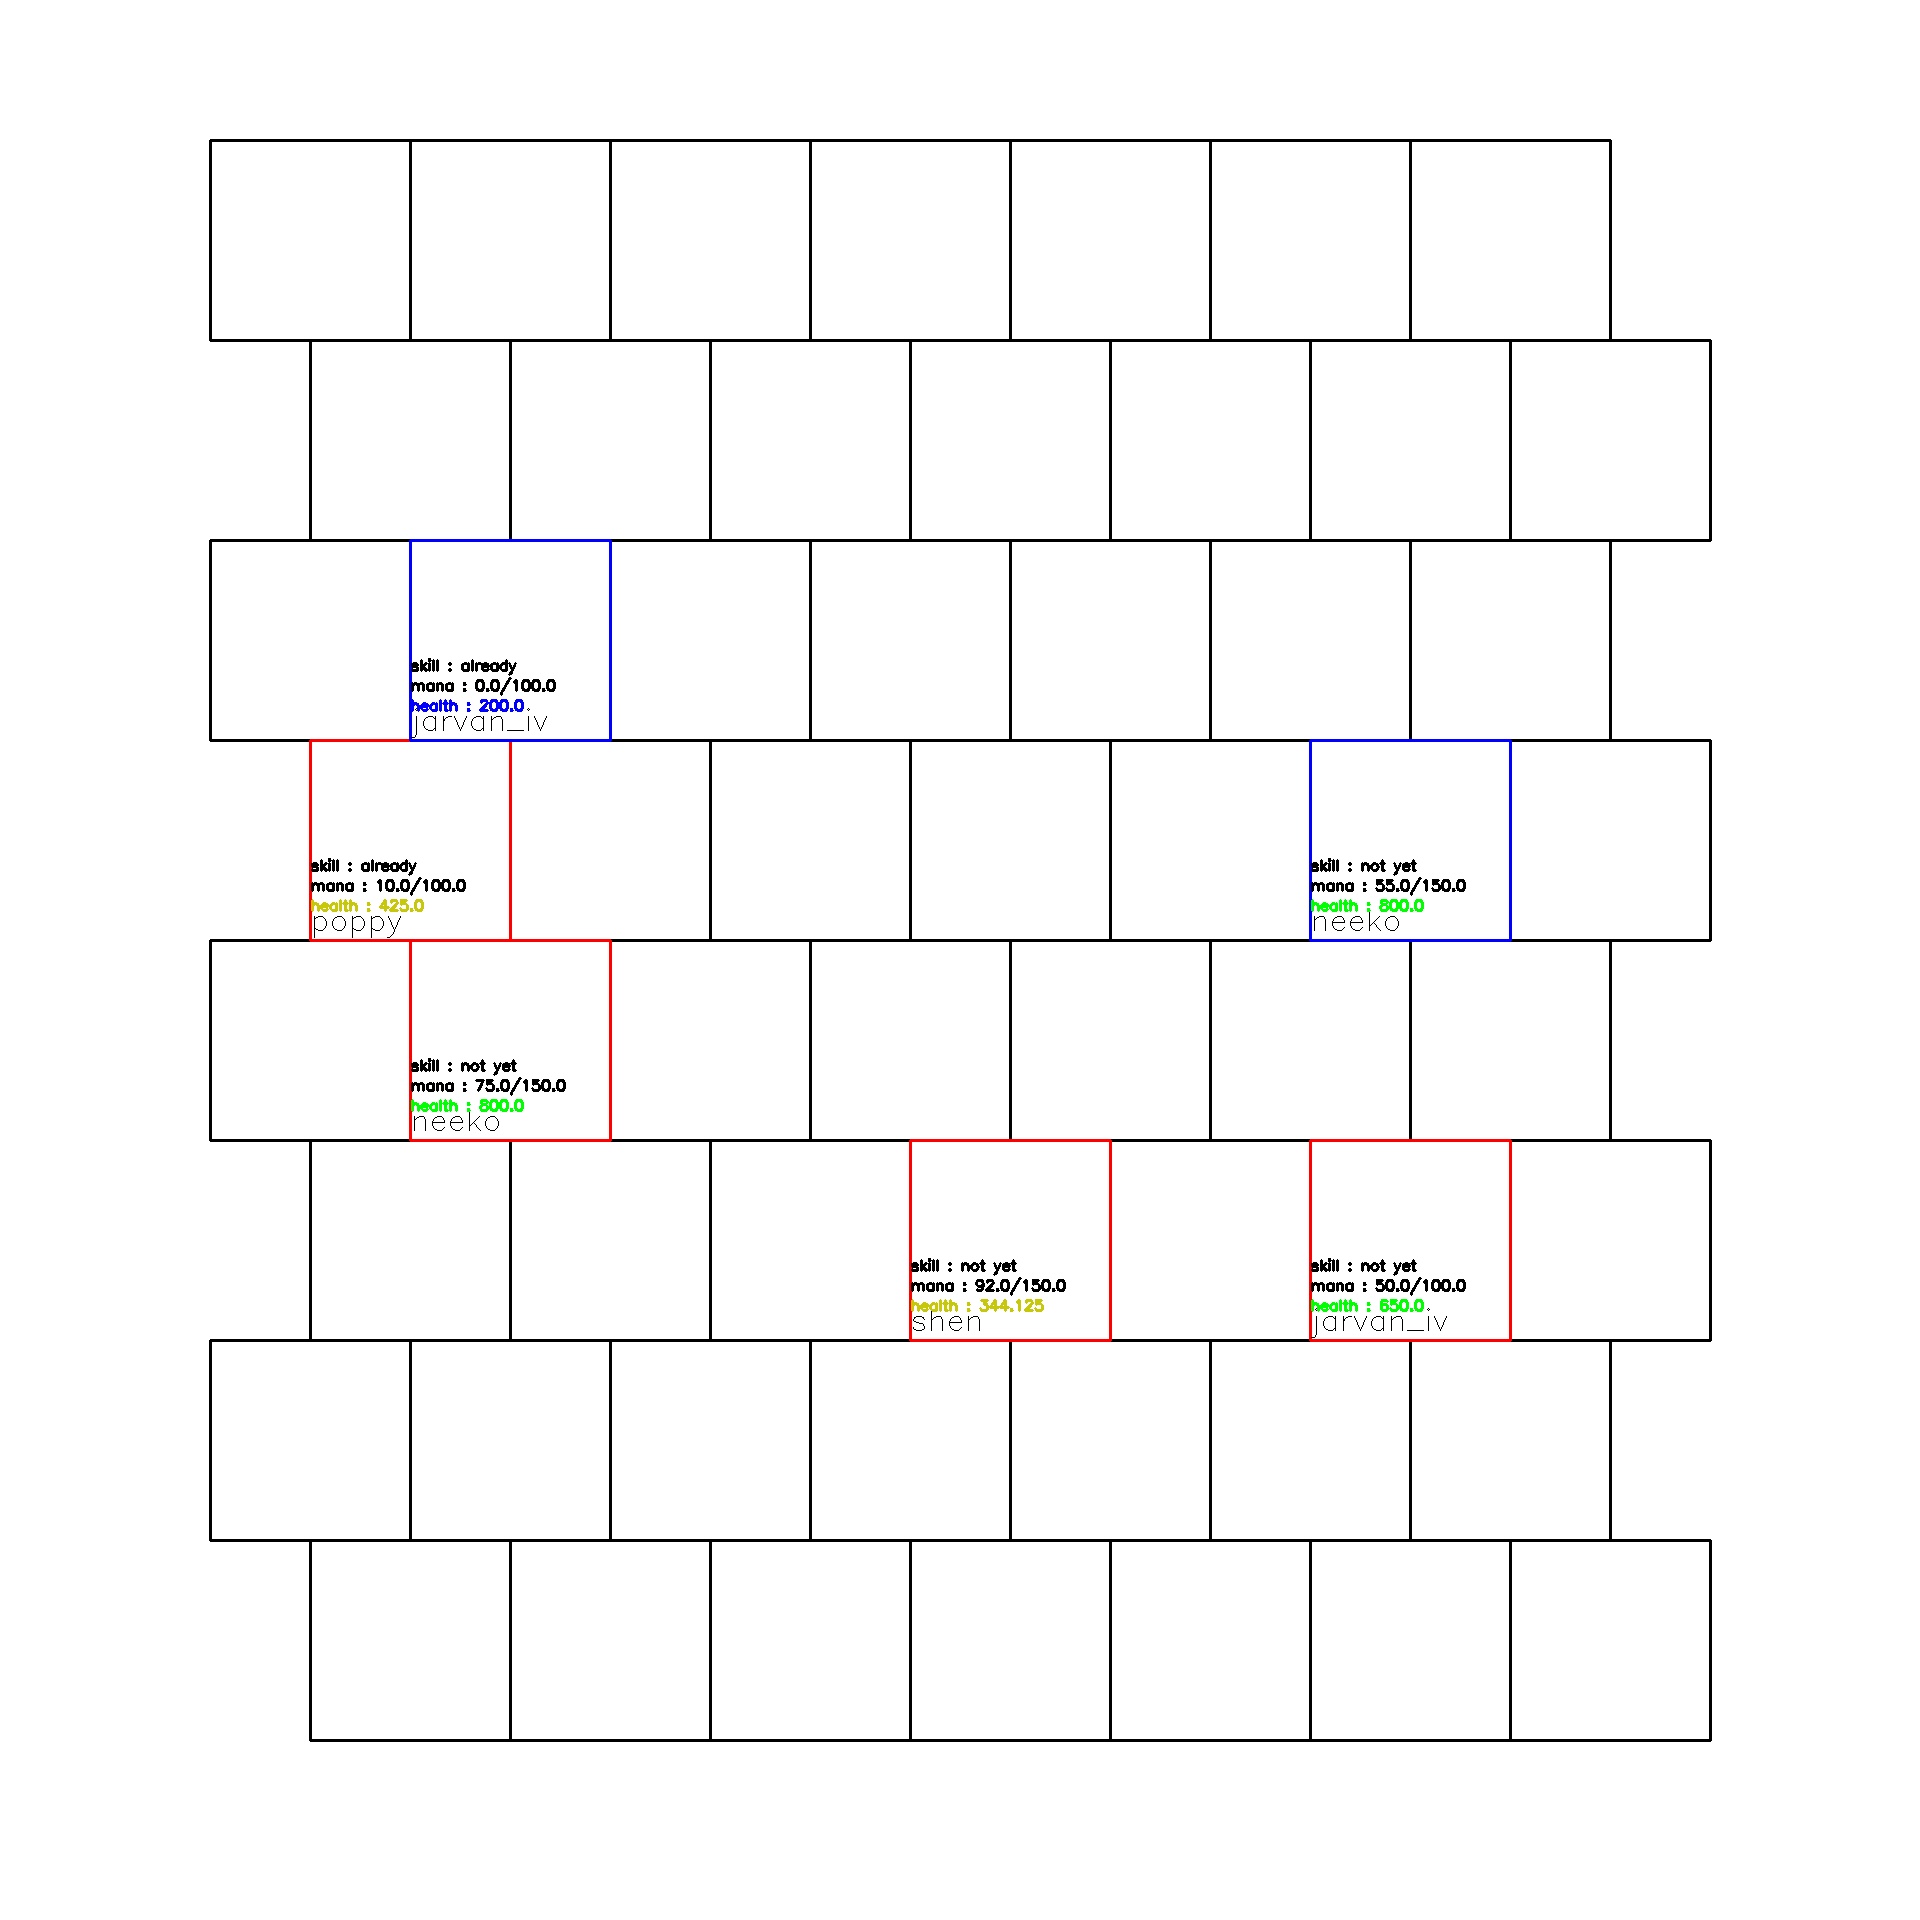 skill : already
mana : 0.0/100.0
health : 200.0
jarvan_iv
skill : already
mana : 10.0/100.0
health : 425.0
poppy
skill : not yet
mana : 55.0/150.0
health : 800.0
neeko
skill : not yet
mana : 75.0/150.0
health : 800.0
neeko
skill : not yet
mana : 92.0/150.0
health : 344.125
shen
skill : not yet
mana : 50.0/100.0
health : 650.0
jarvan_iv